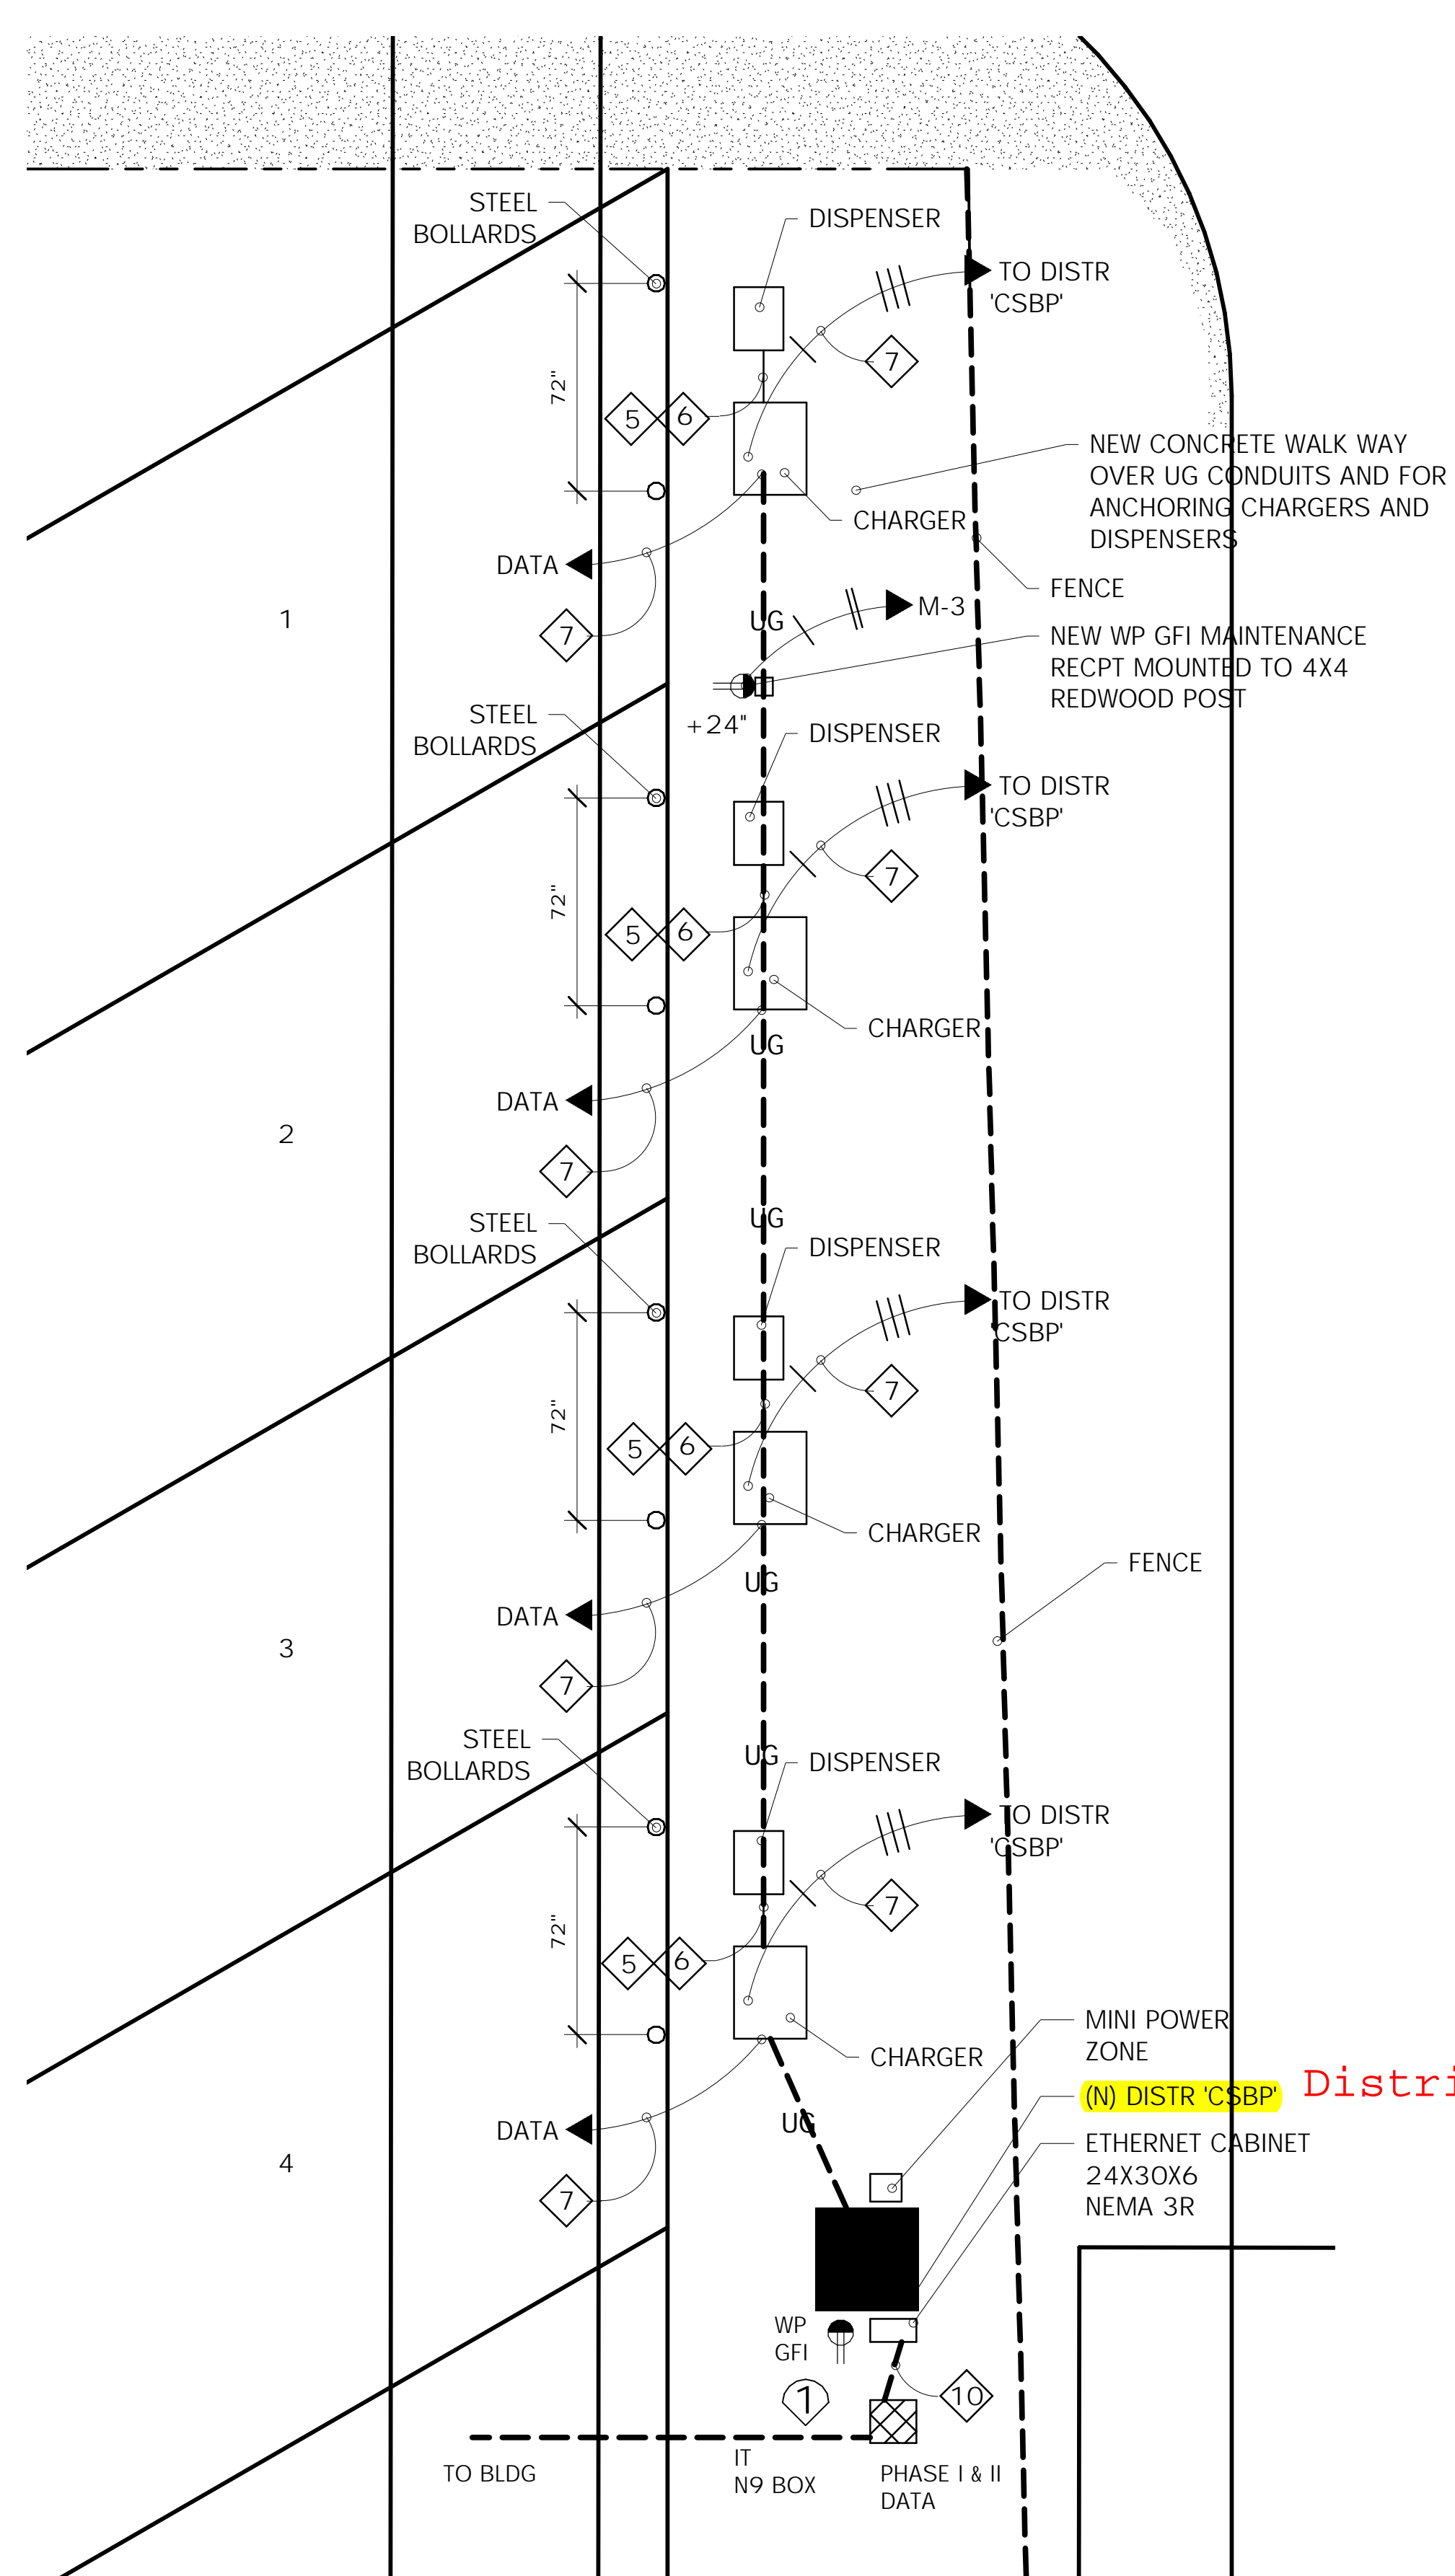 STEEL
BOLLARDS
DISPENSER
TO DISTR
'CSBP'
7
72"
5
6
NEW CONCRETE WALK WAY
OVER UG CONDUITS AND FOR
ANCHORING CHARGERS AND
DISPENSERS
CHARGER
DATA
FENCE
1
7
UG
M-3
NEW WP GFI MAINTENANCE
RECPT MOUNTED TO 4X4
REDWOOD POST
+24"
STEEL
BOLLARDS
DISPENSER
TO DISTR
'CSBP'
7
72"
5
6
CHARGER
UG
DATA
2
7
UG
STEEL
BOLLARDS
DISPENSER
TO DISTR
'CSBP'
7
72"
5
6
CHARGER
FENCE
UG
DATA
3
7
STEEL
BOLLARDS
UG
DISPENSER
TO DISTR
'CSBP'
7
72"
5
6
MINI POWER
ZONE
CHARGER
(N) DISTR 'CSBP'
Distri
UG
DATA
ETHERNET CABINET
24X30X6
NEMA 3R
4
7
WP
GFI
1
10
TO BLDG
IT
N9 BOX
PHASE I & II
DATA